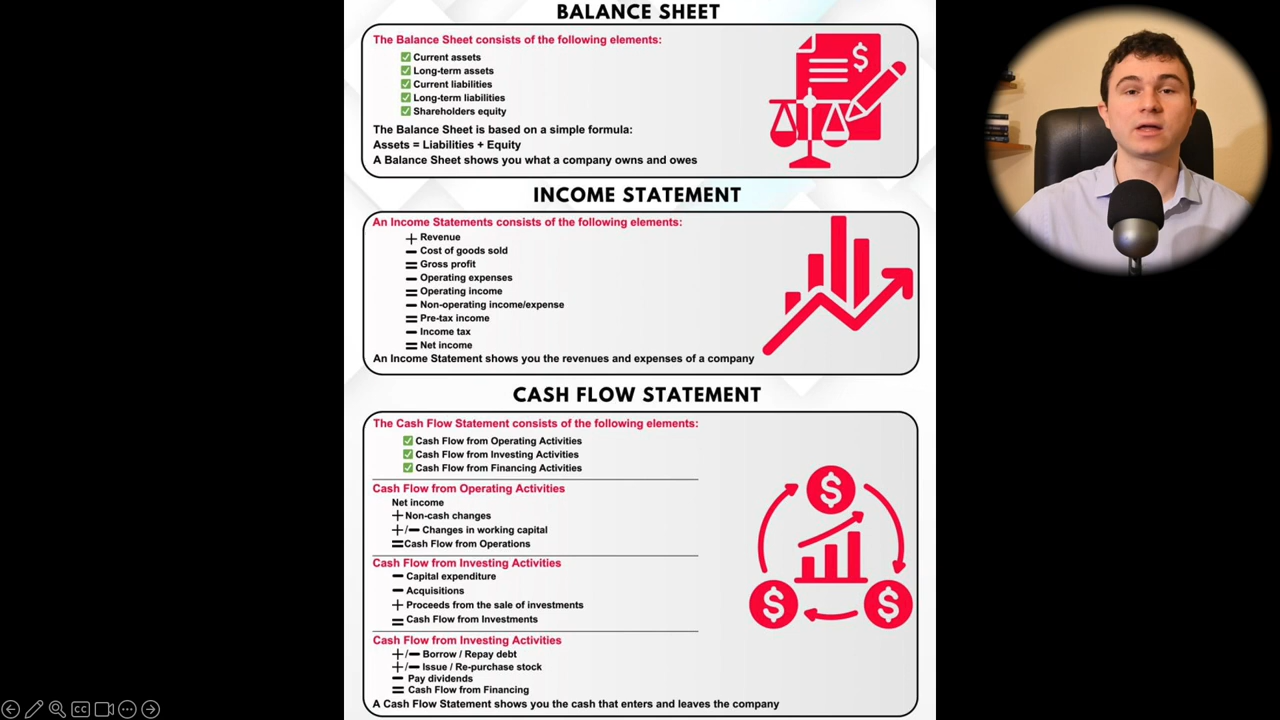 BALANCE SHEET
The Balance Sheet consists of the following elements:
✅ Current assets
✅ Long-term assets
✅ Current liabilities
✅ Long-term liabilities
✅ Shareholders equity
The Balance Sheet is based on a simple formula:
Assets = Liabilities + Equity
A Balance Sheet shows you what a company owns and owes
$
INCOME STATEMENT
An Income Statements consists of the following elements:
+ Revenue
− Cost of goods sold
= Gross profit
− Operating expenses
= Operating income
− Non-operating income/expense
= Pre-tax income
− Income tax
= Net income
An Income Statement shows you the revenues and expenses of a company
CASH FLOW STATEMENT
The Cash Flow Statement consists of the following elements:
✅ Cash Flow from Operating Activities
✅ Cash Flow from Investing Activities
✅ Cash Flow from Financing Activities
Cash Flow from Operating Activities
Net income
+ Non-cash changes
+/− Changes in working capital
= Cash Flow from Operations
Cash Flow from Investing Activities
− Capital expenditure
− Acquisitions
+ Proceeds from the sale of investments
= Cash Flow from Investments
Cash Flow from Investing Activities
+/− Borrow / Repay debt
+/− Issue / Re-purchase stock
− Pay dividends
= Cash Flow from Financing
A Cash Flow Statement shows you the cash that enters and leaves the company
$
$
$
CC